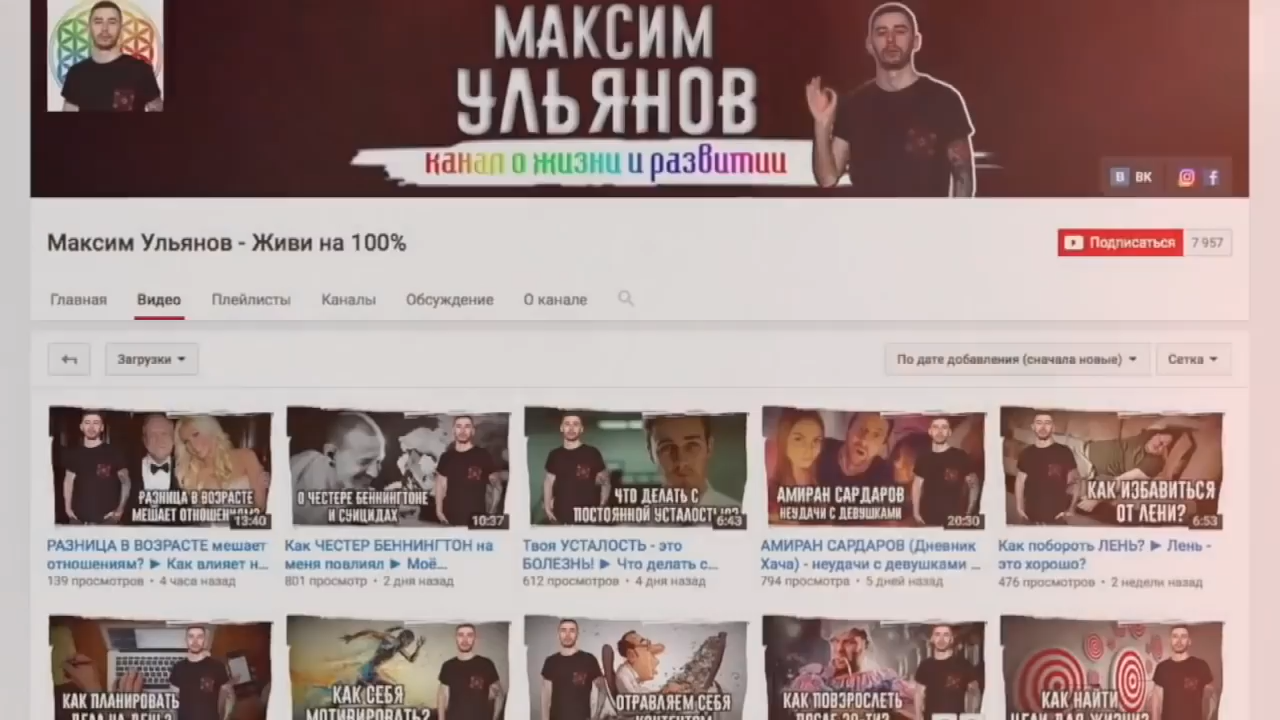 МАКСИМ
УЛЬЯНОВ
канал о жизни и развитии
В ВК
Максим Ульянов - Живи на 100%
Подписаться 7 957
Главная Видео Плейлисты Каналы Обсуждение О канале
Загрузки
По дате добавления (сначала новые) Сетка
РАЗНИЦА В ВОЗРАСТЕ
МЕШАЕТ
13:40
О ЧЕСТЕРЕ БЕННИНГТОНЕ
И СУИЦИДАХ
10:37
ЧТО ДЕЛАТЬ С
ПОСТОЯННОЙ
6:43
АМИРАН САРДАРОВ
НЕУДАЧИ С ДЕВУШКАМИ
20:30
КАК ИЗБАВИТЬСЯ
ОТ ЛЕНИ?
6:53
РАЗНИЦА В ВОЗРАСТЕ мешает
отношениям? ► Как влияет н...
139 просмотров • 4 часа назад
Как ЧЕСТЕР БЕННИНГТОН на
меня повлиял ► Моё...
801 просмотр • 2 дня назад
Твоя УСТАЛОСТЬ - это
БОЛЕЗНЬ! ► Что делать с...
612 просмотров • 4 дня назад
АМИРАН САРДАРОВ (Дневник
Хача) - неудачи с девушками ...
794 просмотра • 5 дней назад
Как побороть ЛЕНЬ? ► Лень -
это хорошо?
476 просмотров • 2 недели назад
КАК ПЛАНИРОВАТЬ
КАК СЕБЯ
МОТИВИРОВАТЬ?
ОТРАВЛЯЕМ СЕБЯ
КОНТЕНТОМ
КАК ПОВЗРОСЛЕТЬ
КАК НАЙТИ